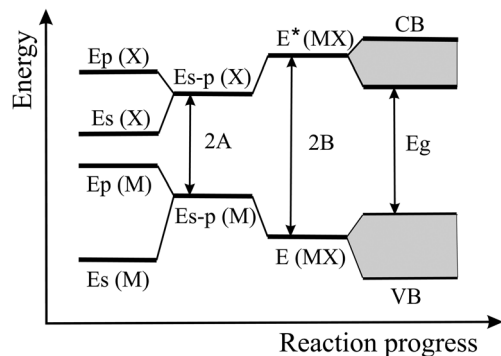 Energy
Ep (X)
Es (X)
Ep (M)
Es (M)
Es-p (X)
2A
Es-p (M)
E* (MX)
2B
E (MX)
CB
Eg
VB
Reaction progress